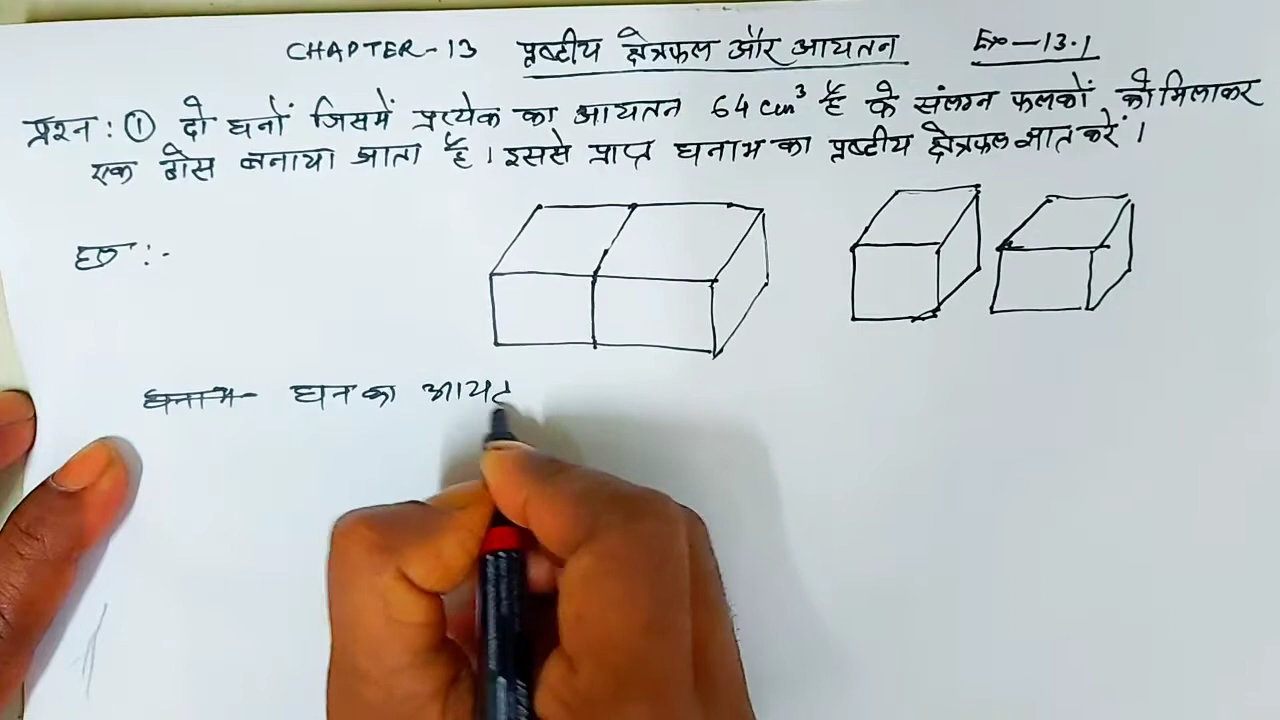 CHAPTER-13 पृष्ठीय क्षेत्रफल और आयतन Ex-13.1
प्रश्न : ① दो घनों जिसमें प्रत्येक का आयतन 64 cm³ है के संलग्न फलकों को मिलाकर
एक ठोस बनाया जाता है। इससे प्राप्त घनाभ का पृष्ठीय क्षेत्रफल ज्ञात करें।
हल :-
घनाभ घन का आयत